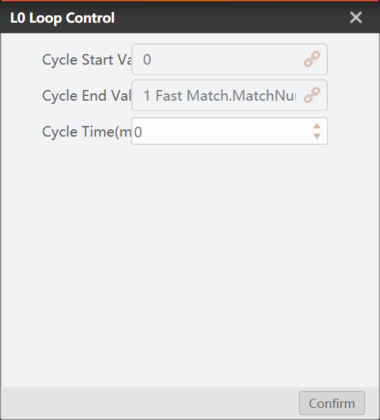 L0 Loop Control
Cycle Start Va 0
Cycle End Val 1 Fast Match.MatchNu
Cycle Time(m 0
Confirm